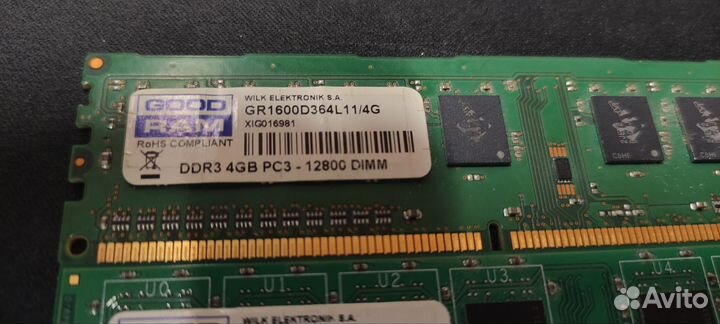 WILK ELEKTRONIK S.A.
GOOD
RAM
GR1600D364L11/4G
XIG016981
RoHS COMPLIANT
DDR3 4GB PC3 - 12800 DIMM
U0
U1
U2
U3
U4
WILK ELEKTRONIK S.A.
Avito